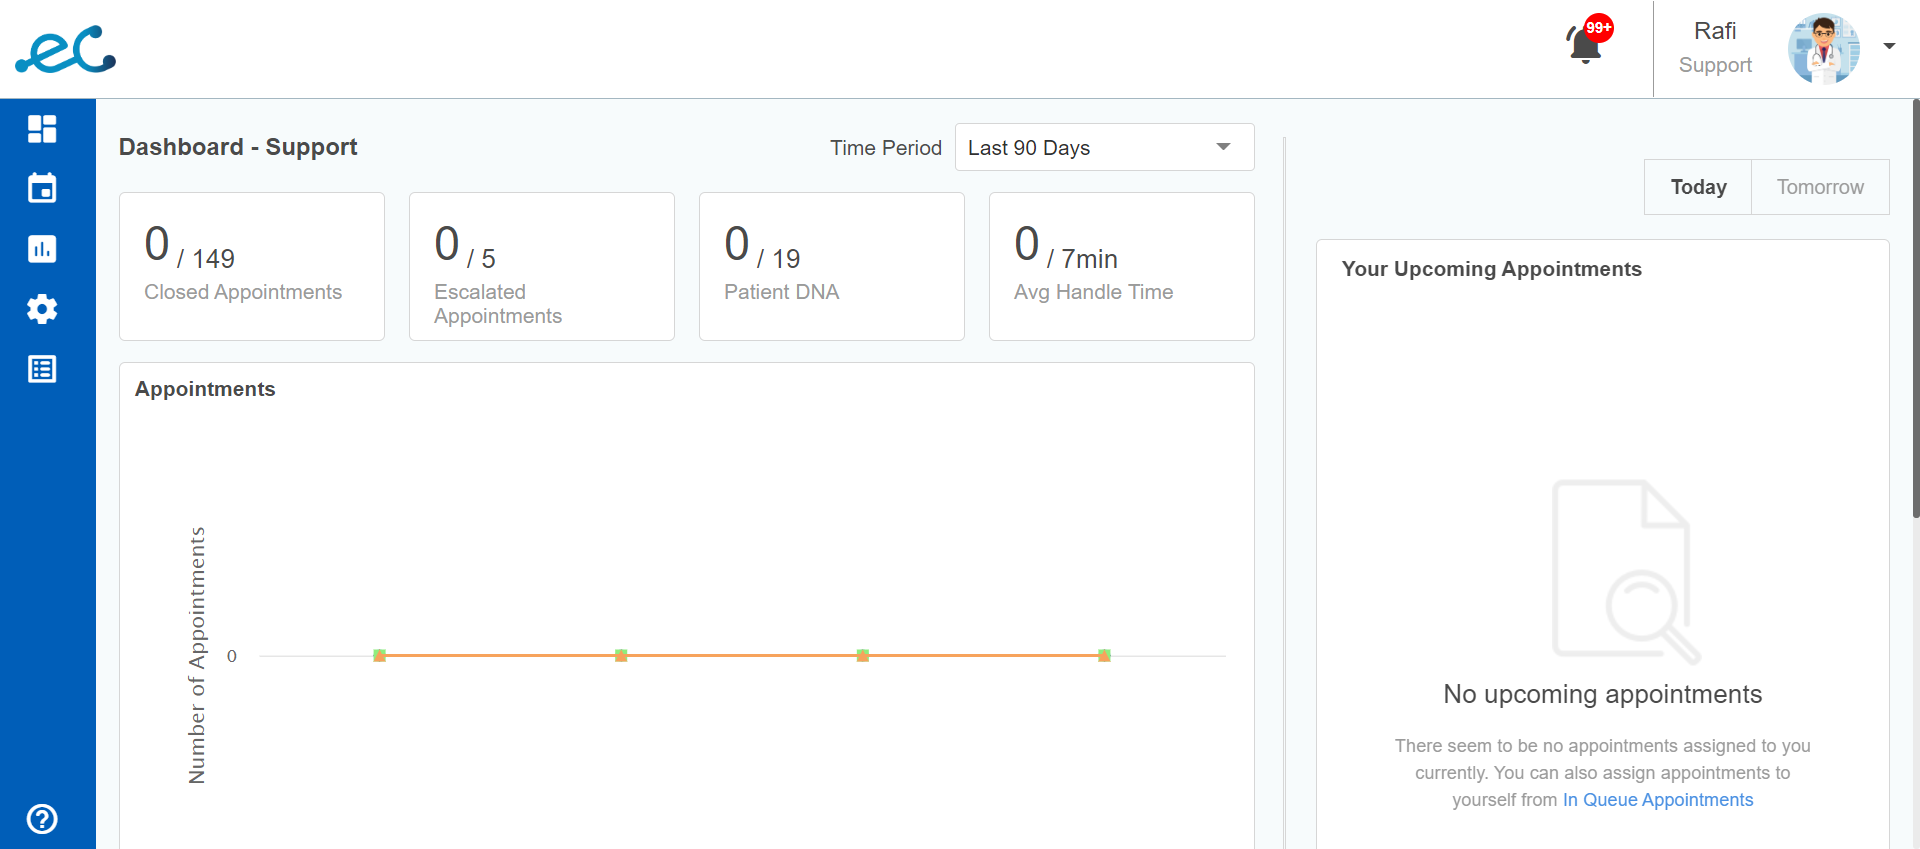 ec
99+
Rafi
Support
Dashboard - Support
Time Period
Last 90 Days
Today
Tomorrow
0 / 149
Closed Appointments
0 / 5
Escalated
Appointments
0 / 19
Patient DNA
0 / 7min
Avg Handle Time
Appointments
Number of Appointments
0
Your Upcoming Appointments
No upcoming appointments
There seem to be no appointments assigned to you
currently. You can also assign appointments to
yourself from In Queue Appointments